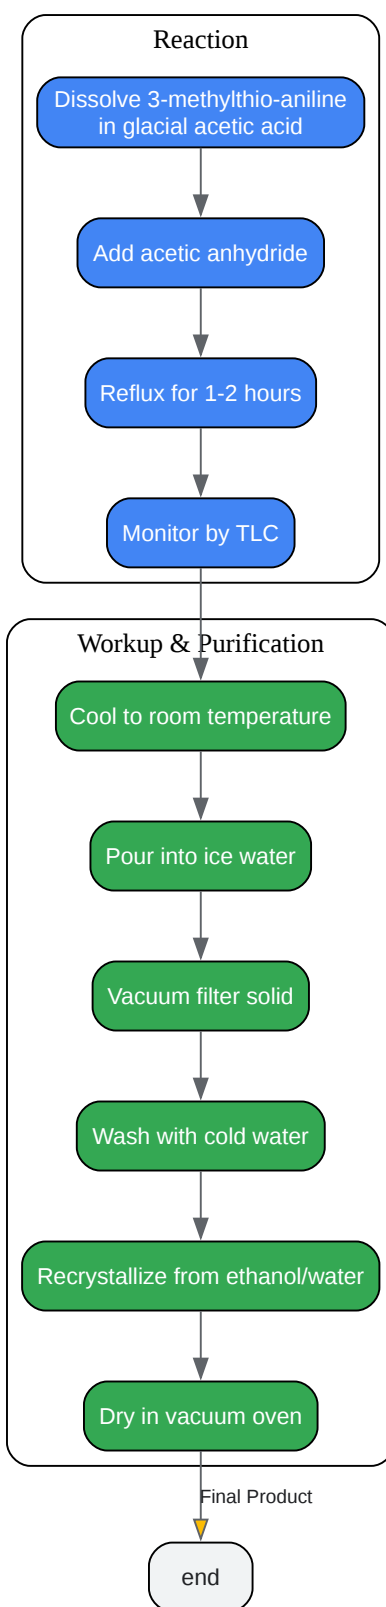 Reaction
Dissolve 3-methylthio-aniline
in glacial acetic acid
Add acetic anhydride
Reflux for 1-2 hours
Monitor by TLC
Workup & Purification
Cool to room temperature
Pour into ice water
Vacuum filter solid
Wash with cold water
Recrystallize from ethanol/water
Dry in vacuum oven
Final Product
end